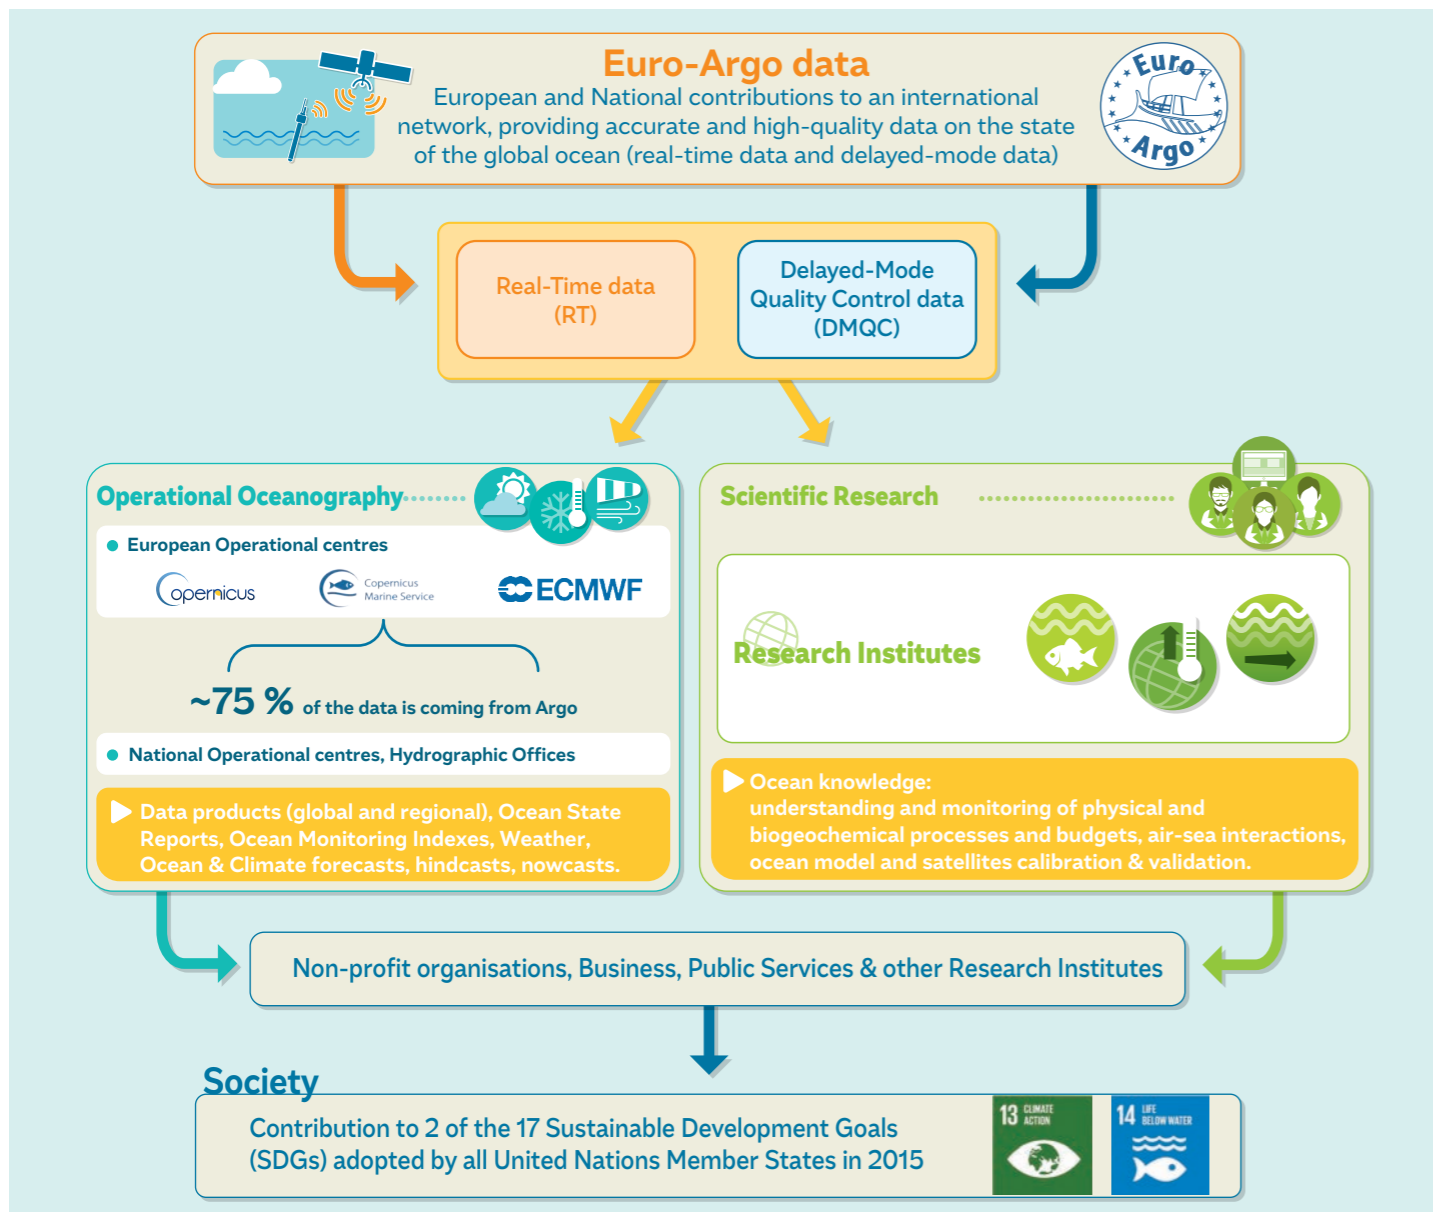 Euro-Argo data
European and National contributions to an international
network, providing accurate and high-quality data on the state
of the global ocean (real-time data and delayed-mode data)
Euro
Argo
Real-Time data
(RT)
Delayed-Mode
Quality Control data
(DMQC)
Operational Oceanography
European Operational centres
Copernicus
Copernicus
Marine Service
ECMWF
~75 % of the data is coming from Argo
National Operational centres, Hydrographic Offices
Data products (global and regional), Ocean State
Reports, Ocean Monitoring Indexes, Weather,
Ocean & Climate forecasts, hindcasts, nowcasts.
Scientific Research
Research Institutes
Ocean knowledge:
understanding and monitoring of physical and
biogeochemical processes and budgets, air-sea interactions,
ocean model and satellites calibration & validation.
Non-profit organisations, Business, Public Services & other Research Institutes
Society
Contribution to 2 of the 17 Sustainable Development Goals
(SDGs) adopted by all United Nations Member States in 2015
13 CLIMATE
ACTION
14 LIFE
BELOW WATER